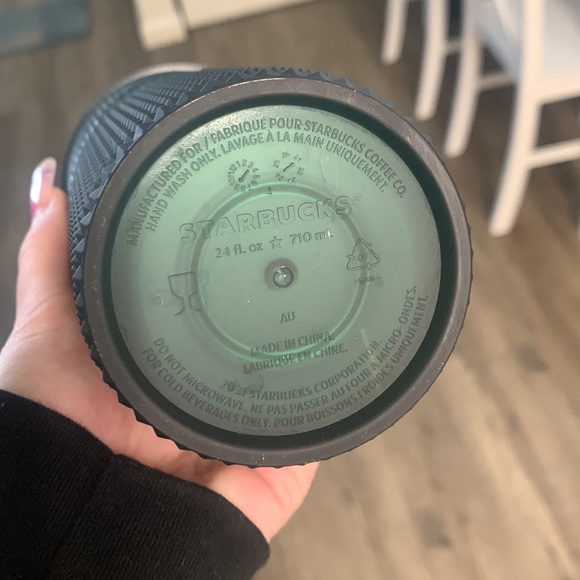 MANUFACTURED FOR / FABRIQUÉ POUR STARBUCKS COFFEE CO.
HAND WASH ONLY. LAVAGE À LA MAIN UNIQUEMENT.
4
STARBUCKS®
24 fl. oz ☆ 710 mL
AU
MADE IN CHINA.
FABRIQUÉ EN CHINE.
2021 STARBUCKS CORPORATION.
DO NOT MICROWAVE. NE PAS PASSER AU FOUR À MICRO-ONDES.
FOR COLD BEVERAGES ONLY. POUR BOISSONS FROIDES UNIQUEMENT.